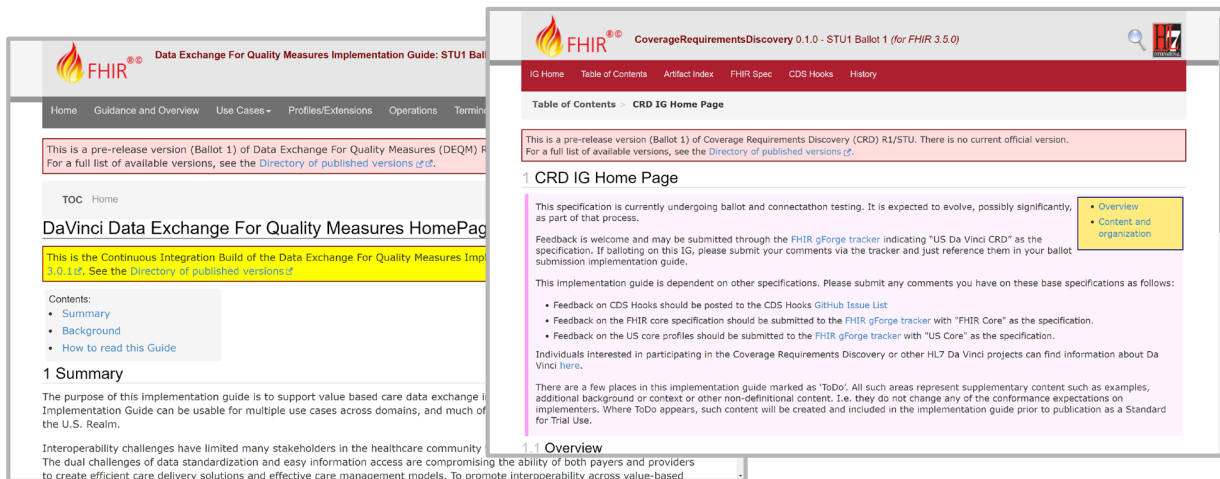 FHIR®©
Data Exchange For Quality Measures Implementation Guide: STU1 Bal
Home Guidance and Overview Use Cases Profiles/Extensions Operations Termin
This is a pre-release version (Ballot 1) of Data Exchange For Quality Measures (DEQM) R
For a full list of available versions, see the Directory of published versions.
TOC Home
DaVinci Data Exchange For Quality Measures HomePag
This is the Continuous Integration Build of the Data Exchange For Quality Measures Impl
3.0.1. See the Directory of published versions
Contents:
• Summary
• Background
• How to read this Guide
1 Summary
The purpose of this implementation guide is to support value based care data exchange i
Implementation Guide can be usable for multiple use cases across domains, and much of
the U.S. Realm.
Interoperability challenges have limited many stakeholders in the healthcare community
The dual challenges of data standardization and easy information access are compromising the ability of both payers and providers
to create efficient care delivery solutions and effective care management models. To promote interoperability across value-based
FHIR®©
CoverageRequirementsDiscovery 0.1.0 - STU1 Ballot 1 (for FHIR 3.5.0)
HL7
INTERNATIONAL
IG Home Table of Contents Artifact Index FHIR Spec CDS Hooks History
Table of Contents > CRD IG Home Page
This is a pre-release version (Ballot 1) of Coverage Requirements Discovery (CRD) R1/STU. There is no current official version.
For a full list of available versions, see the Directory of published versions.
1 CRD IG Home Page
This specification is currently undergoing ballot and connectathon testing. It is expected to evolve, possibly significantly,
as part of that process.
• Overview
• Content and
organization
Feedback is welcome and may be submitted through the FHIR gForge tracker indicating "US Da Vinci CRD" as the
specification. If balloting on this IG, please submit your comments via the tracker and just reference them in your ballot
submission implementation guide.
This implementation guide is dependent on other specifications. Please submit any comments you have on these base specifications as follows:
• Feedback on CDS Hooks should be posted to the CDS Hooks GitHub Issue List
• Feedback on the FHIR core specification should be submitted to the FHIR gForge tracker with "FHIR Core" as the specification.
• Feedback on the US core profiles should be submitted to the FHIR gForge tracker with "US Core" as the specification.
Individuals interested in participating in the Coverage Requirements Discovery or other HL7 Da Vinci projects can find information about Da
Vinci here.
There are a few places in this implementation guide marked as 'ToDo'. All such areas represent supplementary content such as examples,
additional background or context or other non-definitional content. I.e. they do not change any of the conformance expectations on
implementers. Where ToDo appears, such content will be created and included in the implementation guide prior to publication as a Standard
for Trial Use.
1.1 Overview